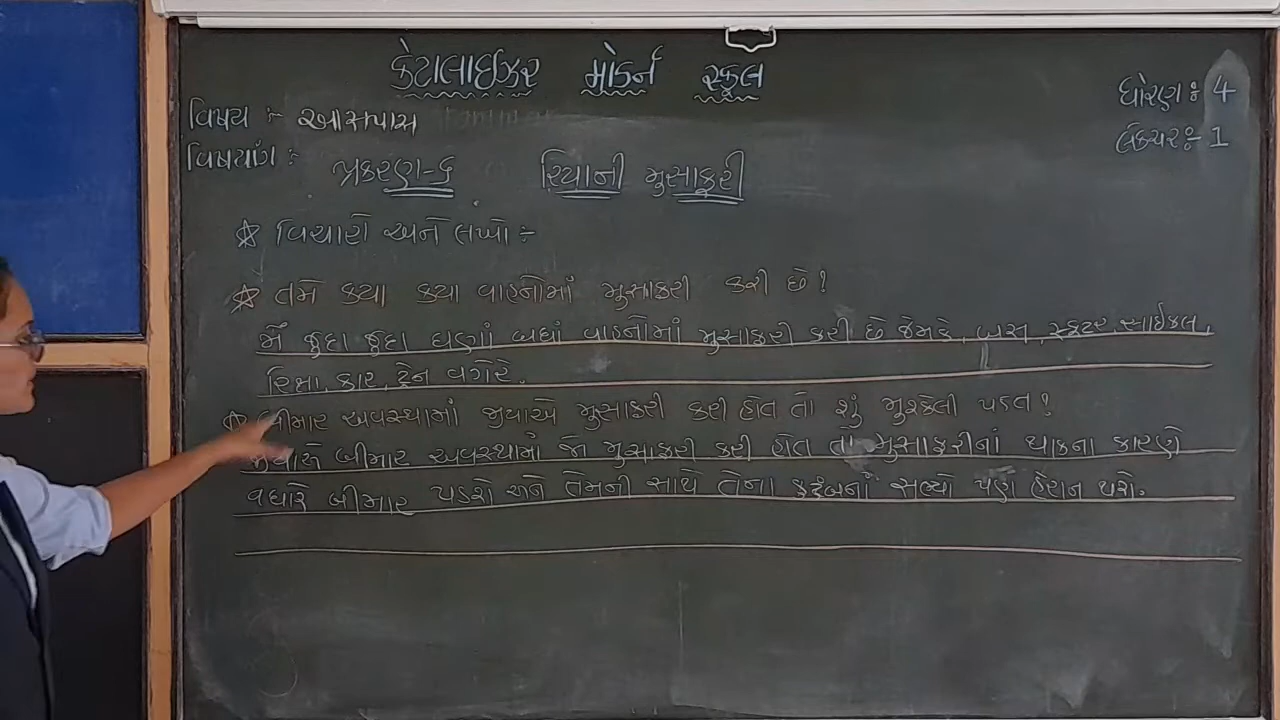 કેટાલાઈઝર મોડર્ન સ્કૂલ
ધોરણ :- 4
વિષય :- આસપાસ
લેકચર :- 1
વિષયાંગ :-
પ્રકરણ-૬ રિયાની મુસાફરી
☆ વિચારો અને લખો :-
☆ તમે ક્યા ક્યા વાહનોમાં મુસાફરી કરી છે?
મેં જુદા જુદા ઘણાં બધાં વાહનોમાં મુસાફરી કરી છે જેમકે, બસ, સ્કૂટર, સાઈકલ,
રિક્ષા, કાર, ટ્રેન વગેરે.
☆ બીમાર અવસ્થામાં જીવાએ મુસાફરી કરી હોત તો શું મુશ્કેલી પડત?
બીમાર અવસ્થામાં જો મુસાફરી કરી હોત તો મુસાફરીનાં થાકના કારણે
વધારે બીમાર પડશે અને તેમની સાથે તેના કુટુંબનાં સભ્યો પણ હેરાન થશે.